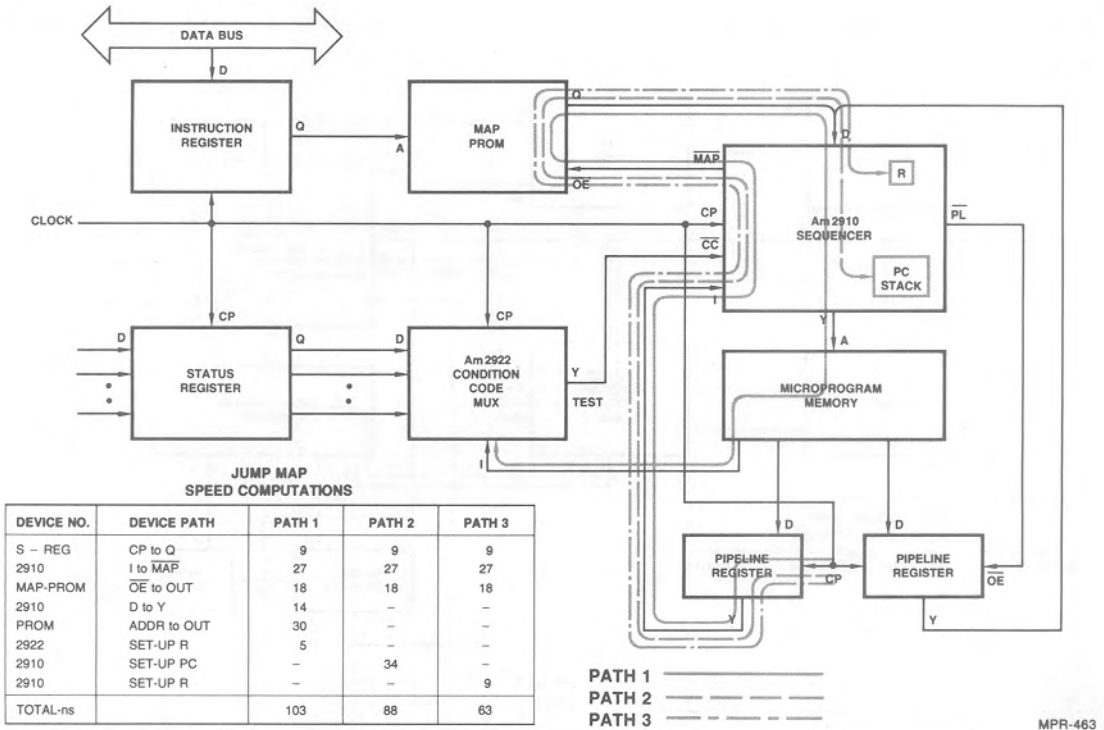 DATA BUS
D
INSTRUCTION
REGISTER
Q
A
MAP
PROM
Q
OE
MAP
D
R
Am2910
SEQUENCER
PL
CLOCK
CP
CC
PC
STACK
I
CP
CP
Y
A
D
STATUS
REGISTER
Q
D
Am2922
CONDITION
CODE
MUX
Y
TEST
MICROPROGRAM
MEMORY
I
D
D
PIPELINE
REGISTER
CP
PIPELINE
REGISTER
OE
Y
Y
JUMP MAP
SPEED COMPUTATIONS
DEVICE NO. DEVICE PATH PATH 1 PATH 2 PATH 3
S – REG CP to Q 9 9 9
2910 I to MAP 27 27 27
MAP-PROM OE to OUT 18 18 18
2910 D to Y 14 – –
PROM ADDR to OUT 30 – –
2922 SET-UP R 5 – –
2910 SET-UP PC – 34 –
2910 SET-UP R – – 9
TOTAL-ns 103 88 63
PATH 1
PATH 2
PATH 3
MPR-463